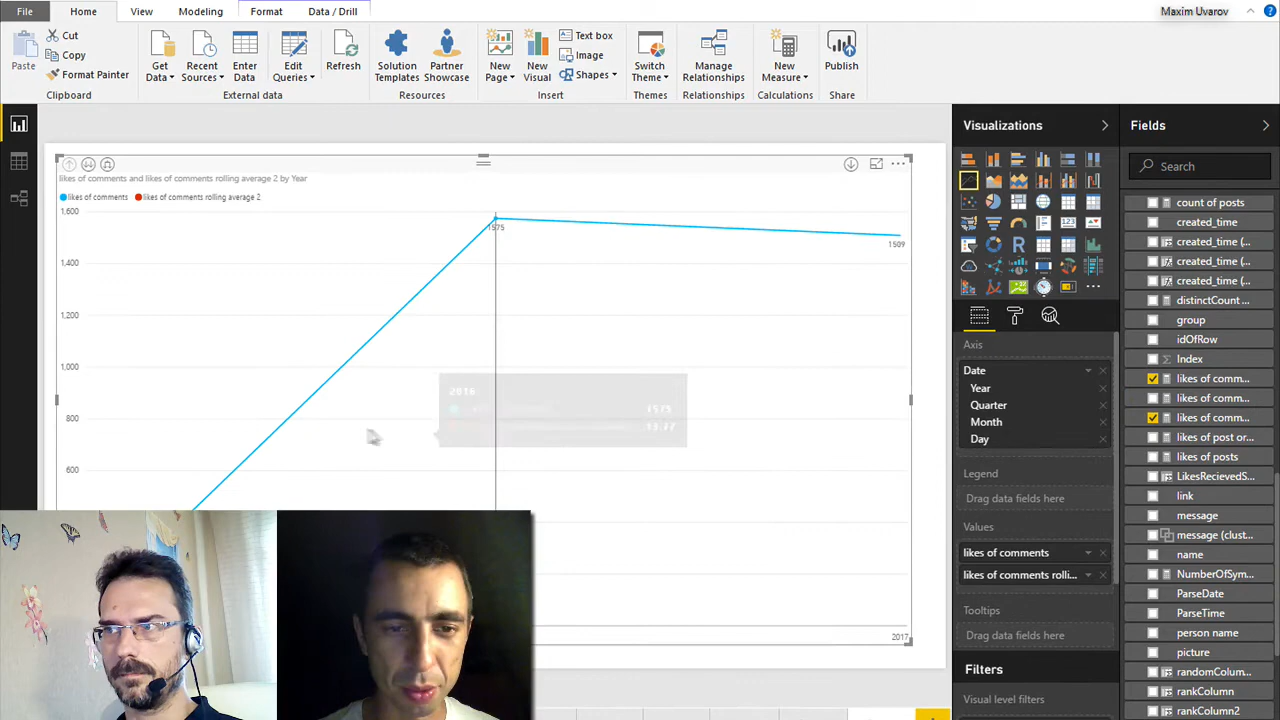 File
Home
View
Modeling
Format
Data / Drill
Maxim Uvarov
Paste
Cut
Copy
Format Painter
Clipboard
Get Data
Recent Sources
Enter Data
Edit Queries
Refresh
External data
Solution Templates
Partner Showcase
Resources
New Page
New Visual
Text box
Image
Shapes
Insert
Switch Theme
Themes
Manage Relationships
Relationships
New Measure
Calculations
Publish
Share
likes of comments and likes of comments rolling average 2 by Year
likes of comments
likes of comments rolling average 2
1,600
1,400
1,200
1,000
800
600
1575
1509
2016
1575
13.77
2017
Visualizations
Axis
Date
Year
Quarter
Month
Day
Legend
Drag data fields here
Values
likes of comments
likes of comments rolli...
Tooltips
Drag data fields here
Filters
Visual level filters
Fields
Search
count of posts
created_time
created_time (...
created_time (...
created_time (...
distinctCount ...
group
idOfRow
Index
likes of comm...
likes of comm...
likes of comm...
likes of post or...
likes of posts
LikesRecievedS...
link
message
message (clust...
name
NumberOfSym...
ParseDate
ParseTime
person name
picture
randomColum...
rankColumn
rankColumn2